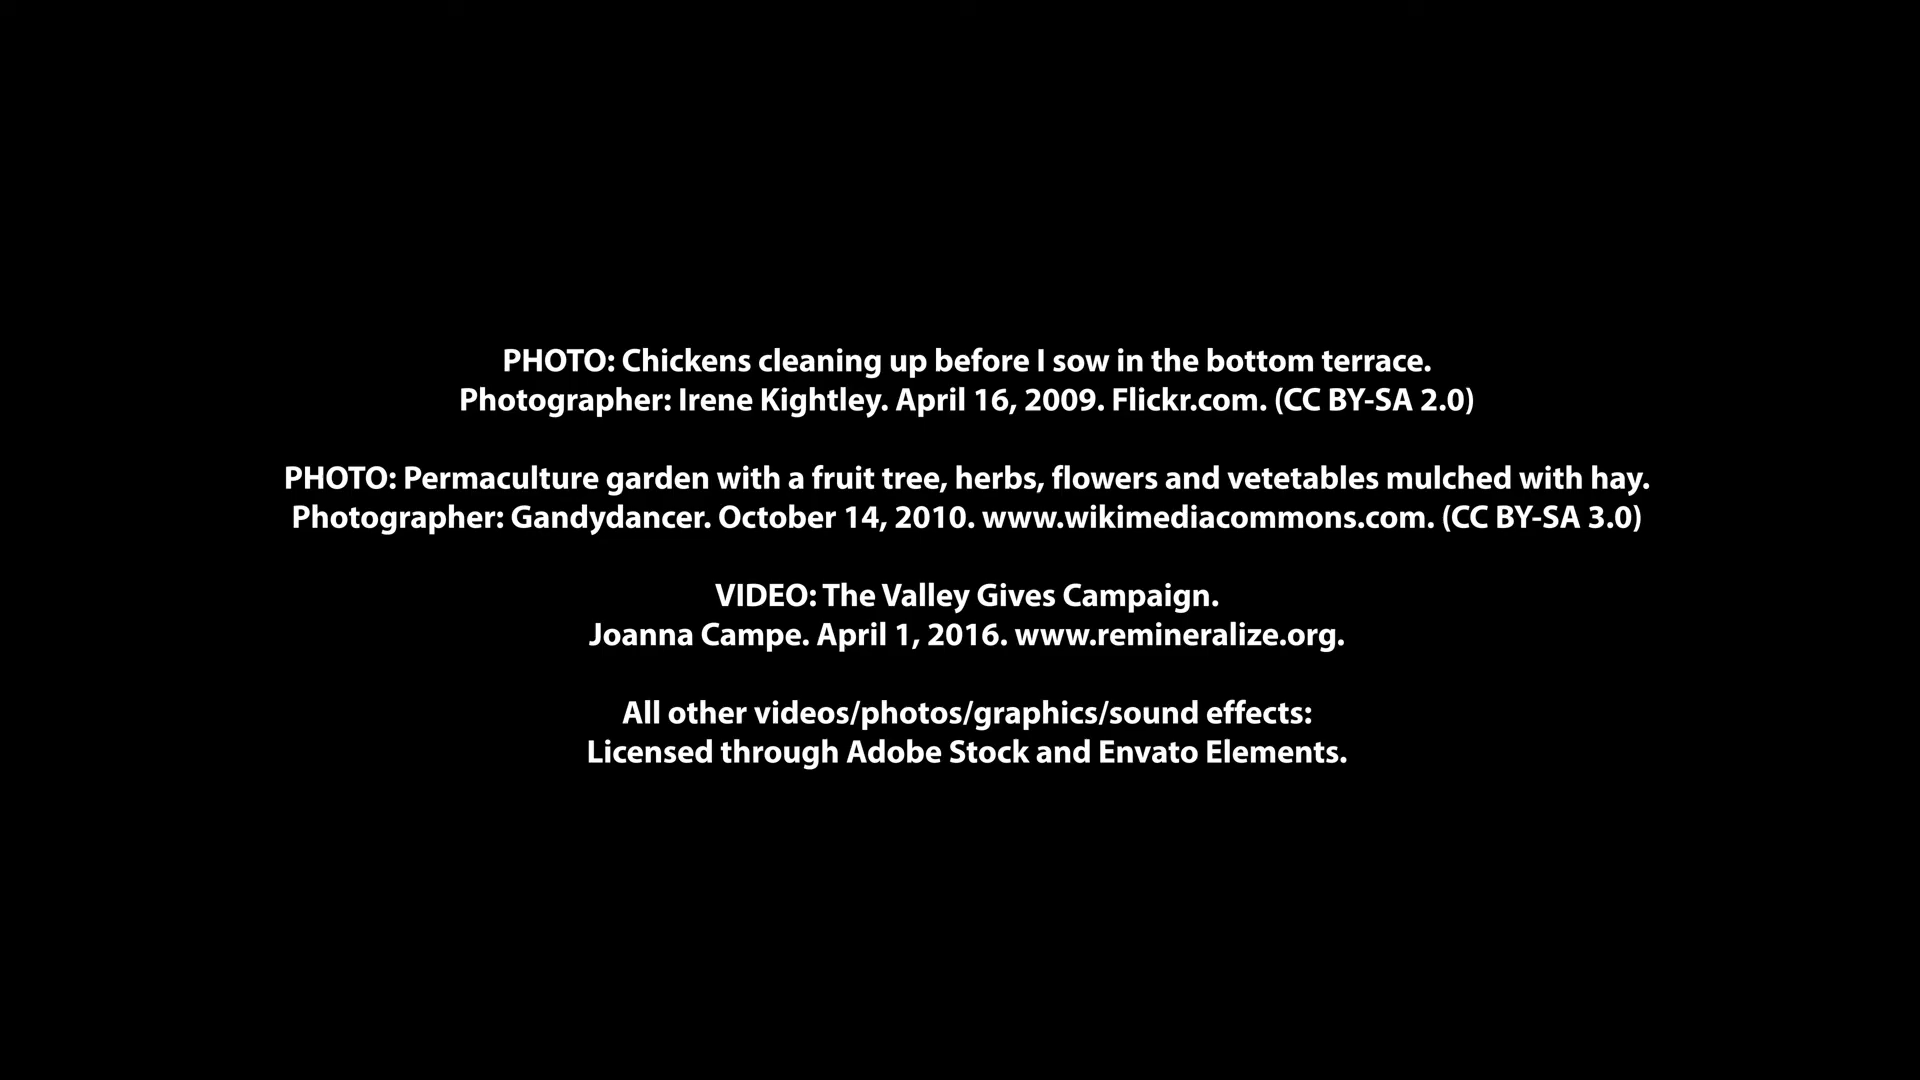 PHOTO: Chickens cleaning up before I sow in the bottom terrace.
Photographer: Irene Kightley. April 16, 2009. Flickr.com. (CC BY-SA 2.0)
PHOTO: Permaculture garden with a fruit tree, herbs, flowers and vetetables mulched with hay.
Photographer: Gandydancer. October 14, 2010. www.wikimediacommons.com. (CC BY-SA 3.0)
VIDEO: The Valley Gives Campaign.
Joanna Campe. April 1, 2016. www.remineralize.org.
All other videos/photos/graphics/sound effects:
Licensed through Adobe Stock and Envato Elements.